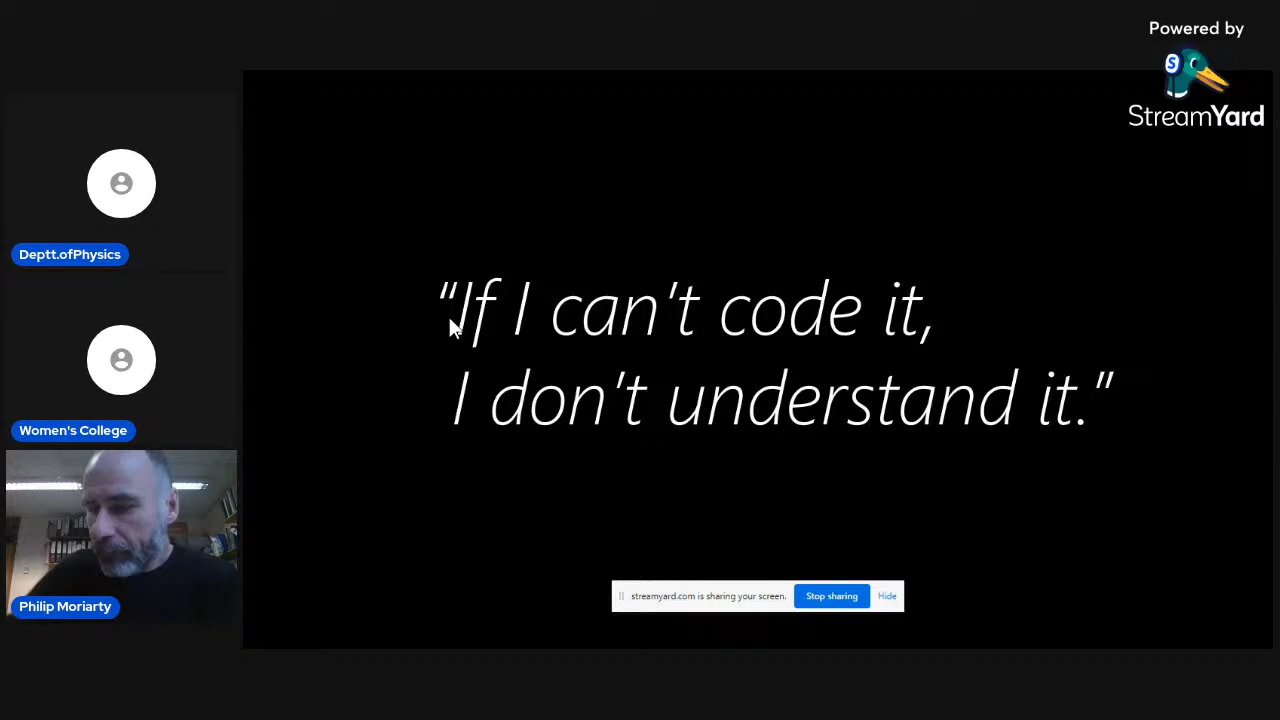 Powered by
S
StreamYard
Deptt.ofPhysics
Women's College
Philip Moriarty
“If I can't code it,
I don't understand it.”
streamyard.com is sharing your screen.
Stop sharing
Hide